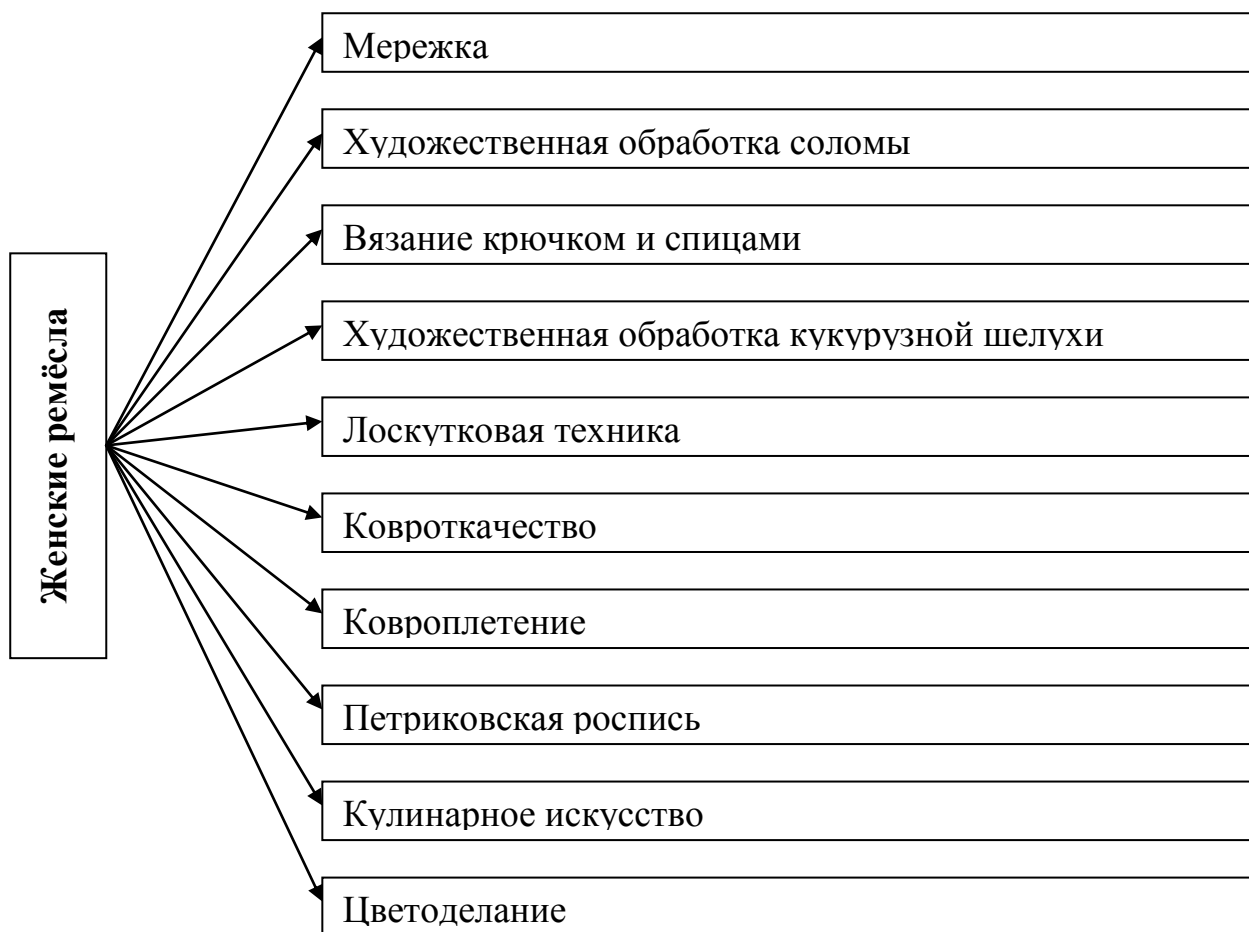 Женские ремёсла
Мережка
Художественная обработка соломы
Вязание крючком и спицами
Художественная обработка кукурузной шелухи
Лоскутковая техника
Ковроткачество
Ковроплетение
Петриковская роспись
Кулинарное искусство
Цветоделание